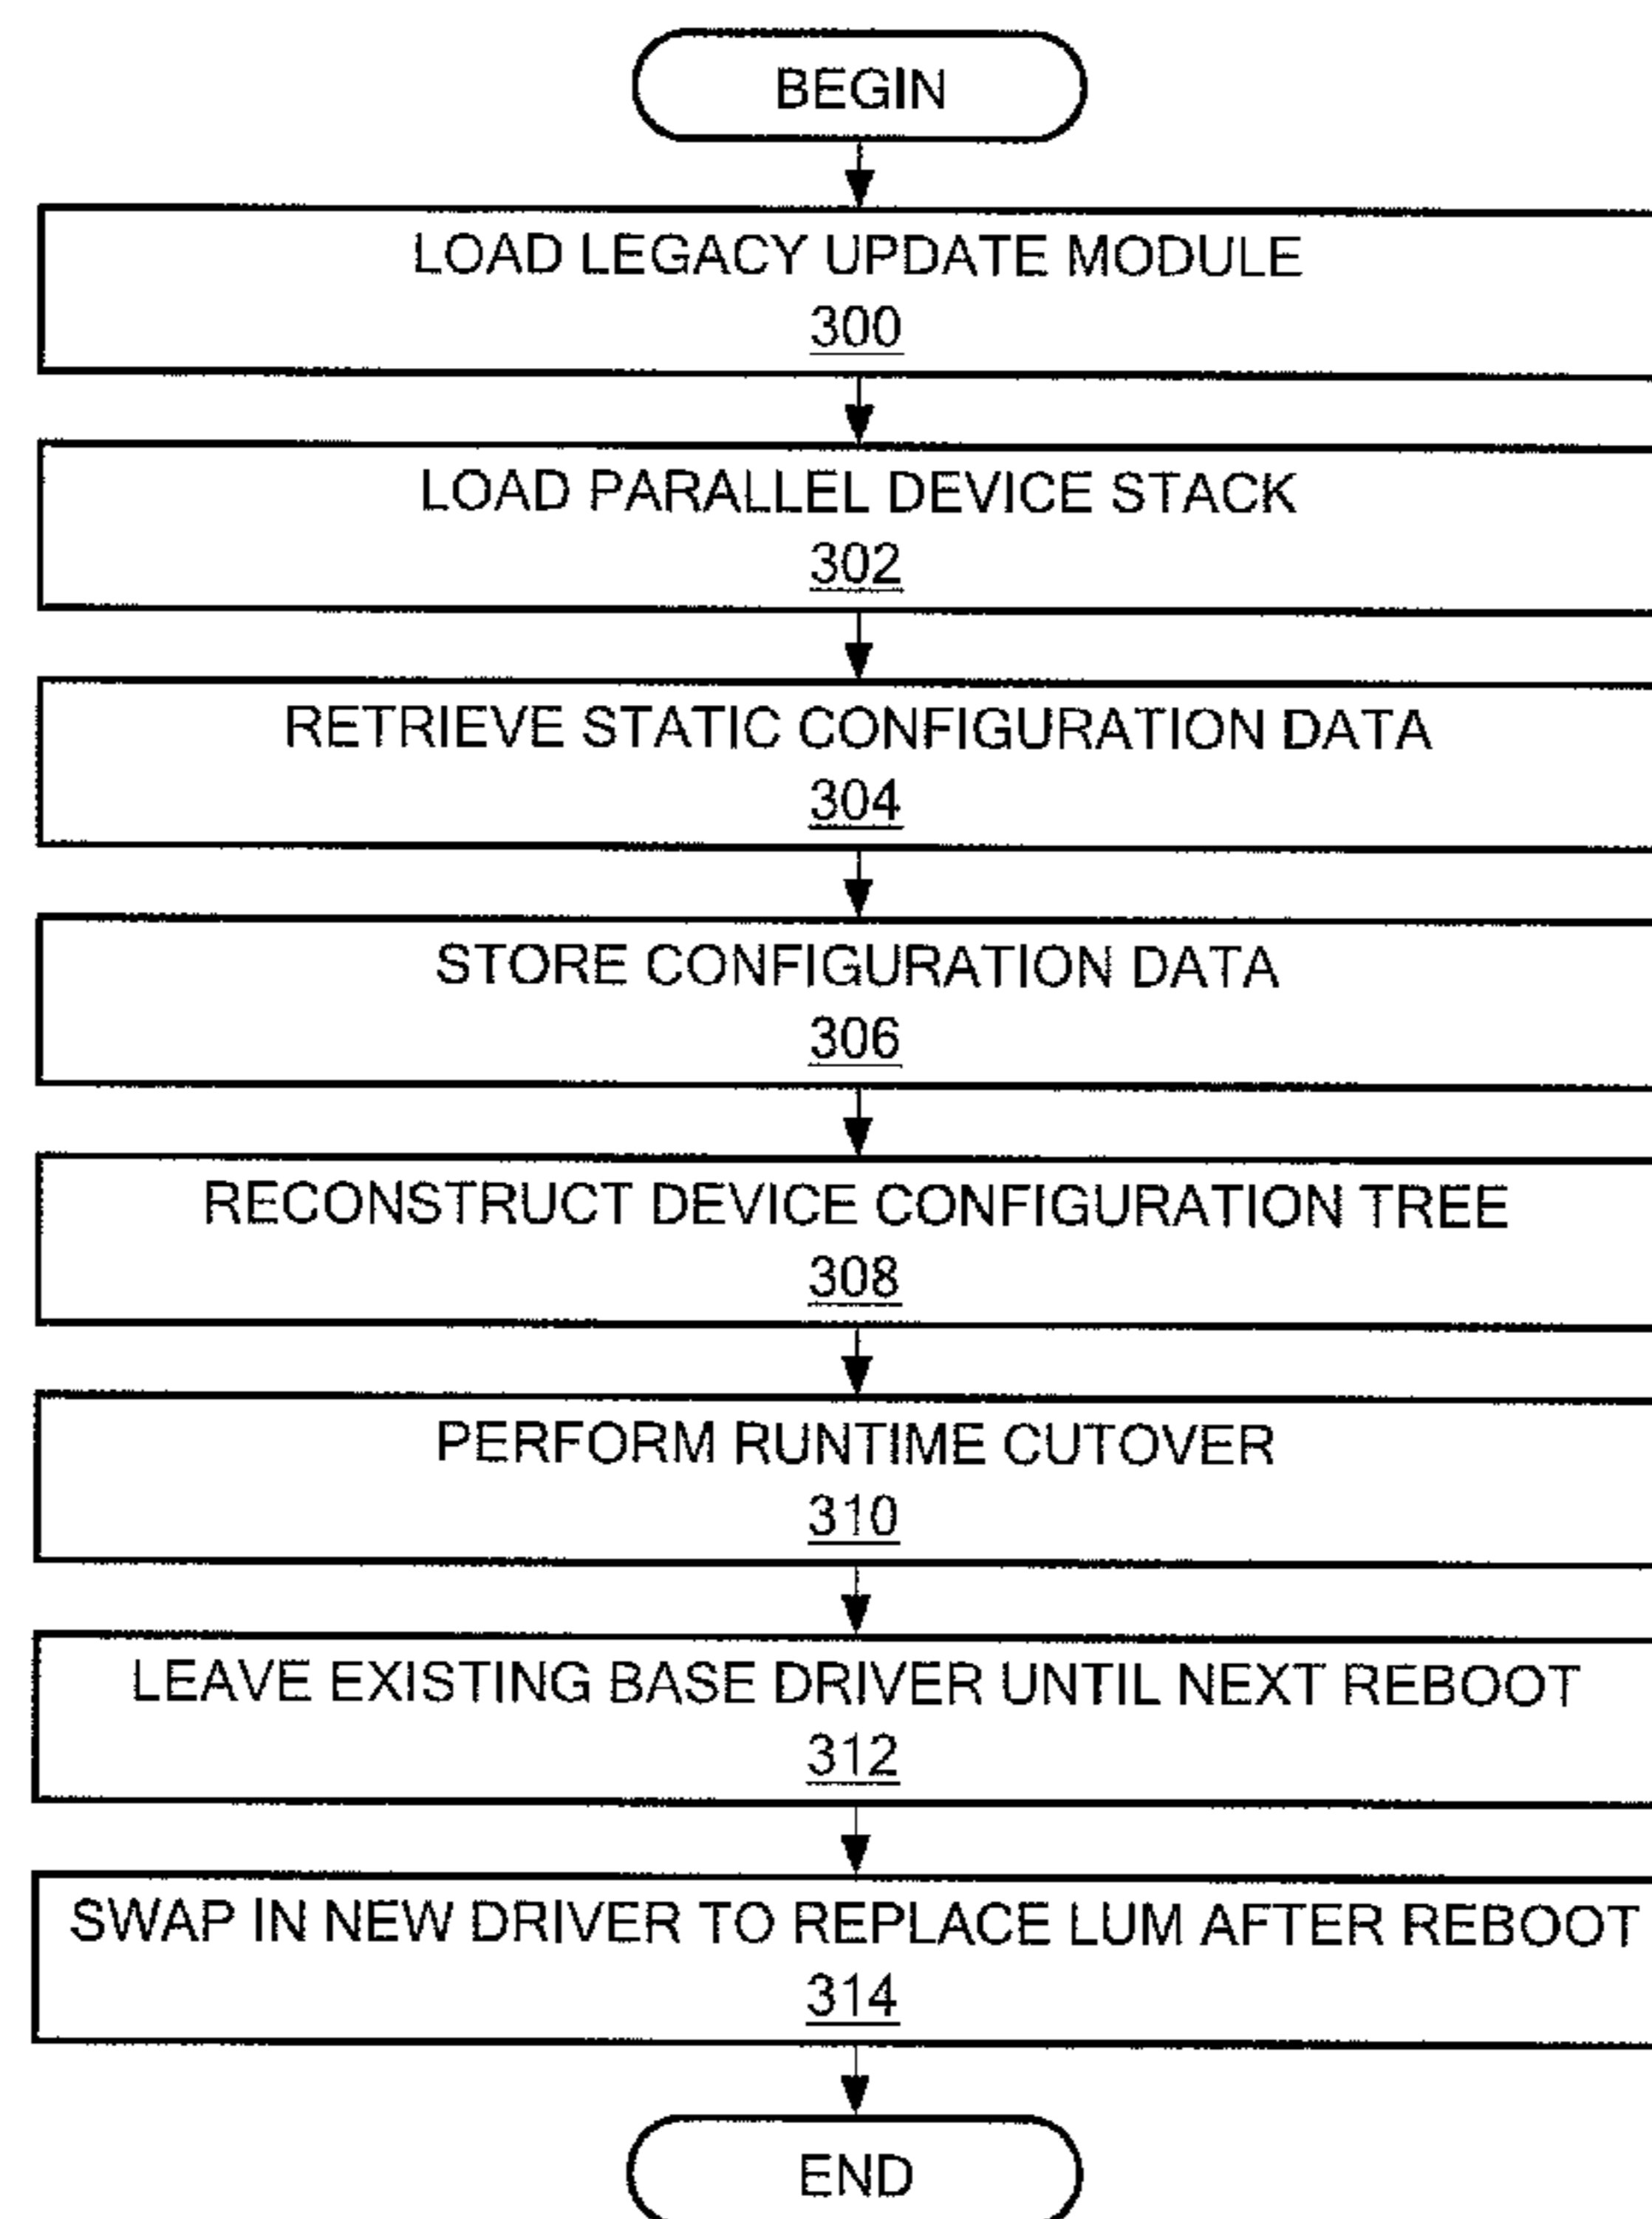 BEGIN
LOAD LEGACY UPDATE MODULE
300
LOAD PARALLEL DEVICE STACK
302
RETRIEVE STATIC CONFIGURATION DATA
304
STORE CONFIGURATION DATA
306
RECONSTRUCT DEVICE CONFIGURATION TREE
308
PERFORM RUNTIME CUTOVER
310
LEAVE EXISTING BASE DRIVER UNTIL NEXT REBOOT
312
SWAP IN NEW DRIVER TO REPLACE LUM AFTER REBOOT
314
END